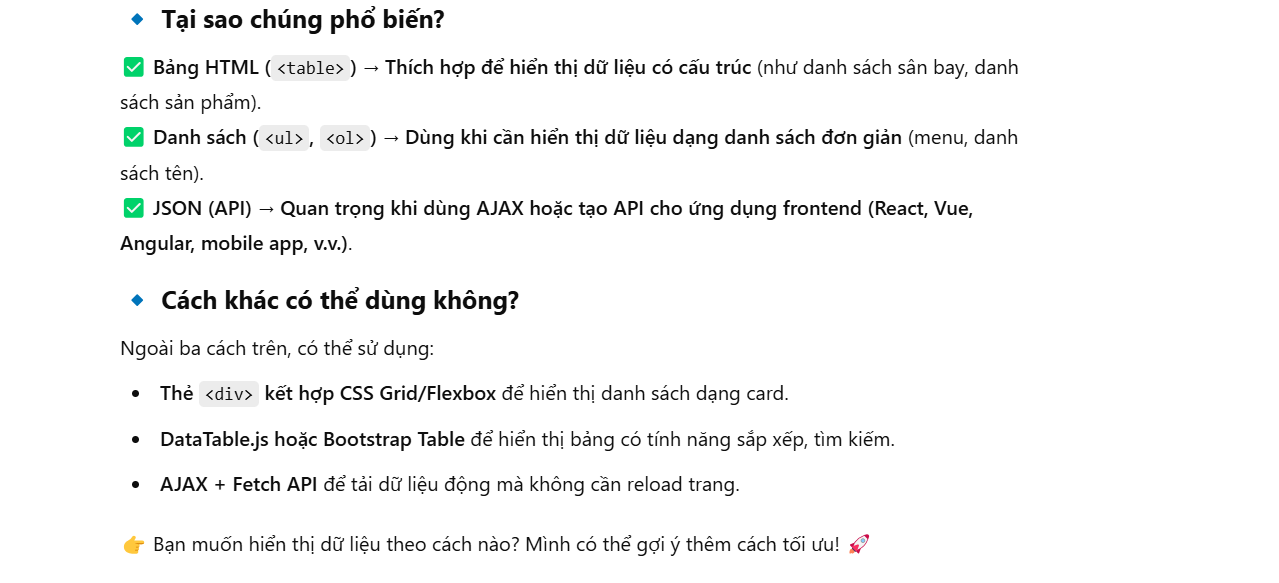 🔹 Tại sao chúng phổ biến?
✅ Bảng HTML (<table>) → Thích hợp để hiển thị dữ liệu có cấu trúc (như danh sách sân bay, danh
sách sản phẩm).
✅ Danh sách (<ul>, <ol>) → Dùng khi cần hiển thị dữ liệu dạng danh sách đơn giản (menu, danh
sách tên).
✅ JSON (API) → Quan trọng khi dùng AJAX hoặc tạo API cho ứng dụng frontend (React, Vue,
Angular, mobile app, v.v.).
🔹 Cách khác có thể dùng không?
Ngoài ba cách trên, có thể sử dụng:
• Thẻ <div> kết hợp CSS Grid/Flexbox để hiển thị danh sách dạng card.
• DataTable.js hoặc Bootstrap Table để hiển thị bảng có tính năng sắp xếp, tìm kiếm.
• AJAX + Fetch API để tải dữ liệu động mà không cần reload trang.
👉 Bạn muốn hiển thị dữ liệu theo cách nào? Mình có thể gợi ý thêm cách tối ưu! 🚀